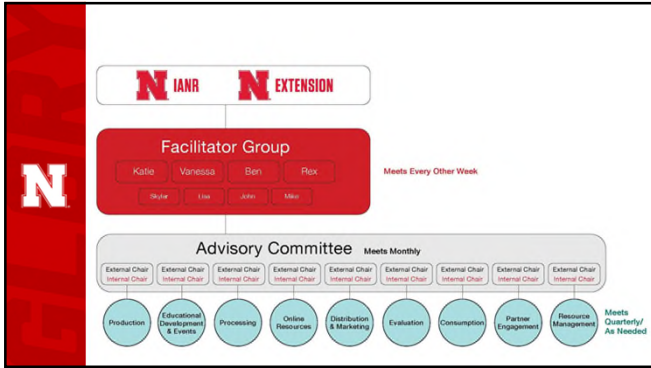 GLORY
N IANR N EXTENSION
Facilitator Group
Katie Vanessa Ben Rex
Meets Every Other Week
N
Skyler Lisa John Mike
Advisory Committee Meets Monthly
External Chair External Chair External Chair External Chair External Chair External Chair External Chair External Chair External Chair
Internal Chair Internal Chair Internal Chair Internal Chair Internal Chair Internal Chair Internal Chair Internal Chair Internal Chair
Production
Educational
Development
& Events
Processing
Online
Resources
Distribution
& Marketing
Evaluation
Consumption
Partner
Engagement
Resource
Management
Meets
Quarterly/
As Needed